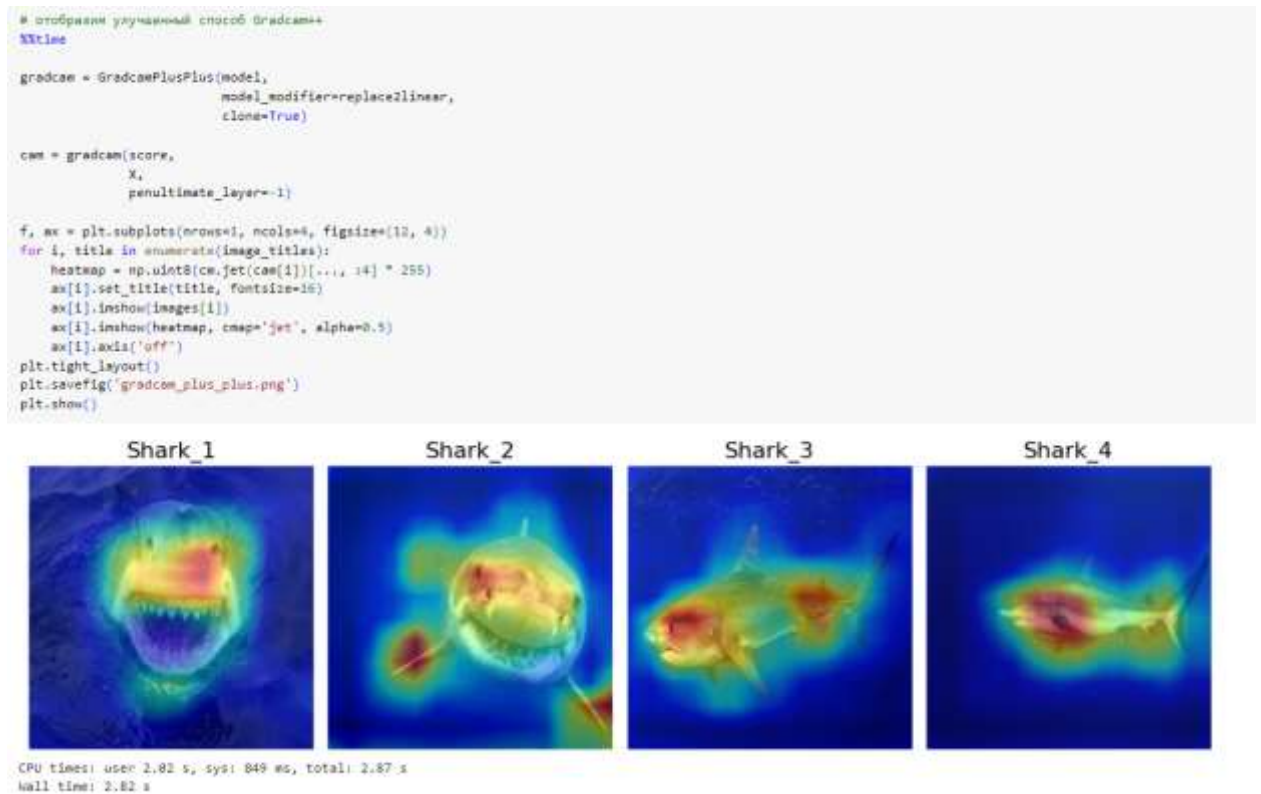 # отобразим улучшенный способ Gradcam++
%%time
gradcam = GradcamPlusPlus(model,
model_modifier=replace2linear,
clone=True)
cam = gradcam(score,
X,
penultimate_layer=-1)
f, ax = plt.subplots(nrows=1, ncols=4, figsize=(12, 4))
for i, title in enumerate(image_titles):
heatmap = np.uint8(cm.jet(cam[i])[..., :4] * 255)
ax[i].set_title(title, fontsize=16)
ax[i].imshow(images[i])
ax[i].imshow(heatmap, cmap='jet', alpha=0.5)
ax[i].axis('off')
plt.tight_layout()
plt.savefig('gradcam_plus_plus.png')
plt.show()
Shark_1 Shark_2 Shark_3 Shark_4
CPU times: user 2.02 s, sys: 849 ms, total: 2.87 s
Wall time: 2.82 s